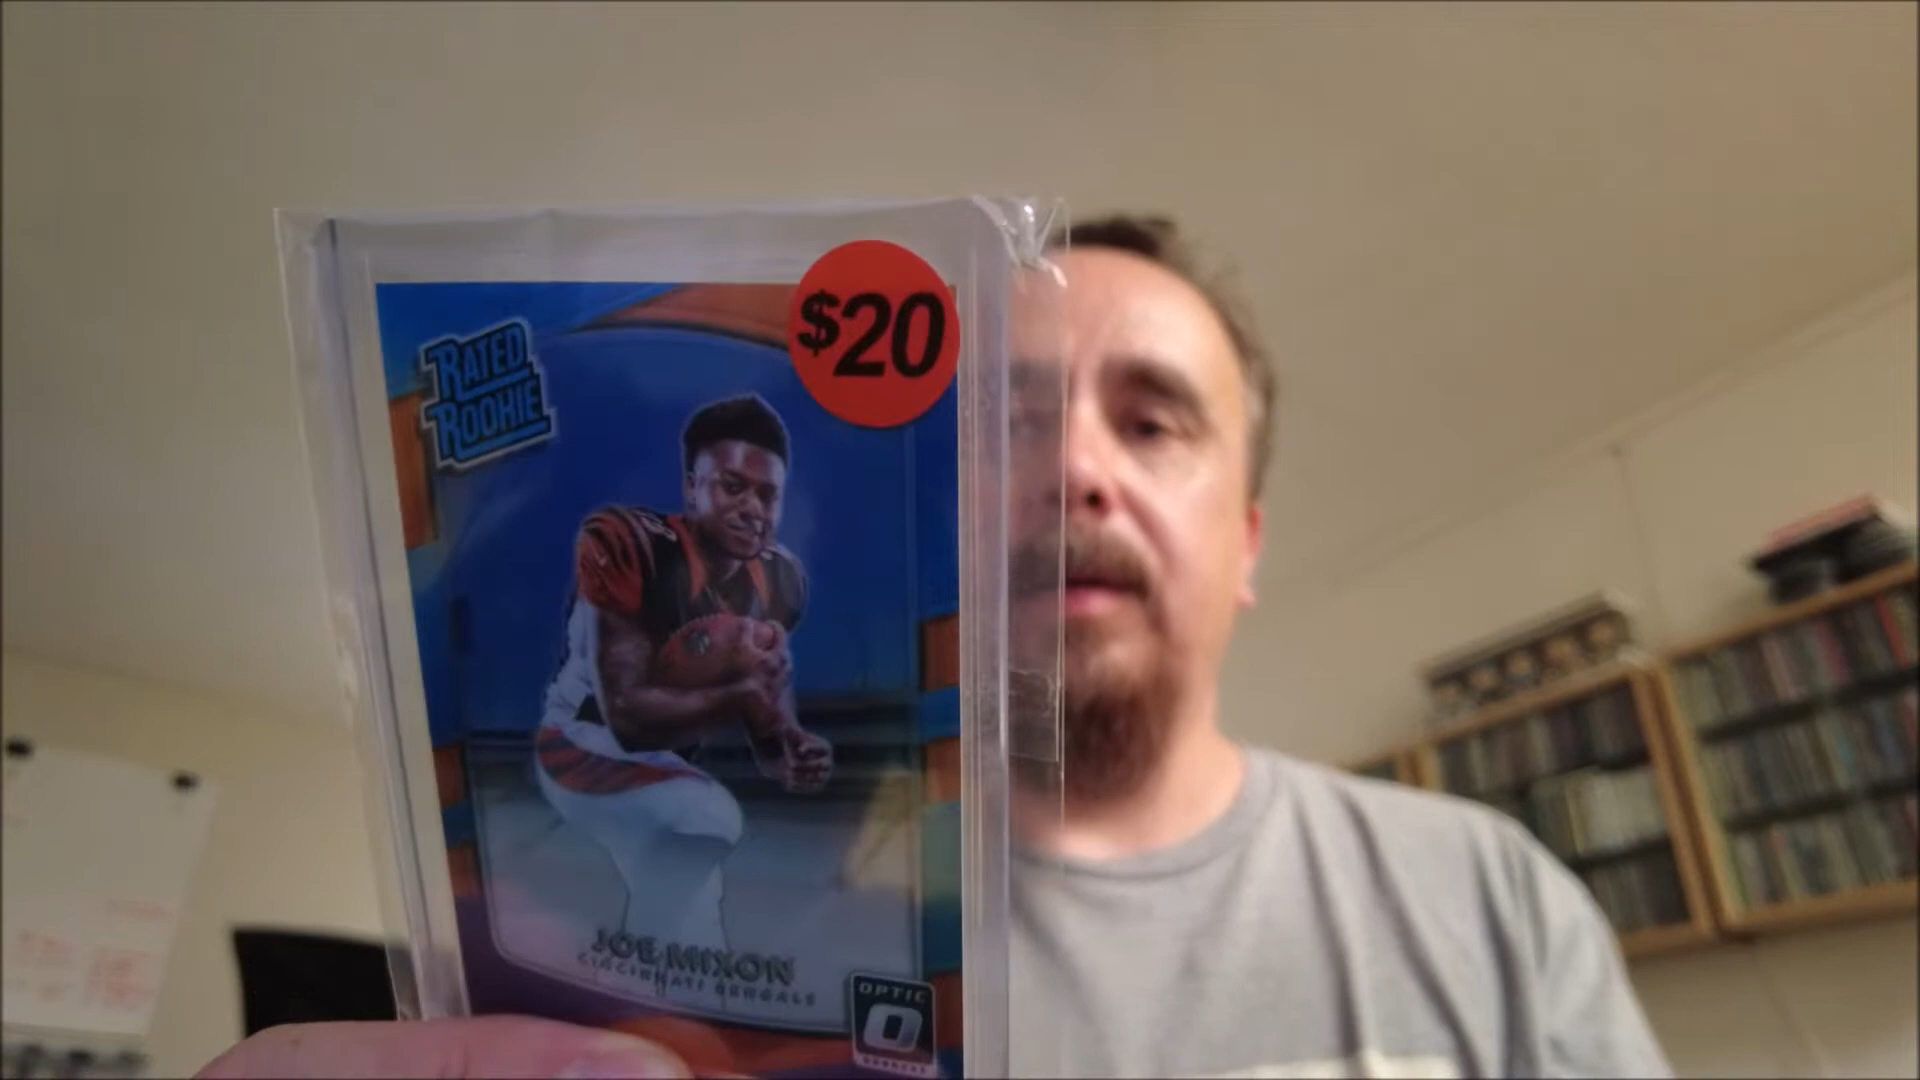 $20
RATED
ROOKIE
JOE MIXON
CINCINNATI BENGALS
OPTIC